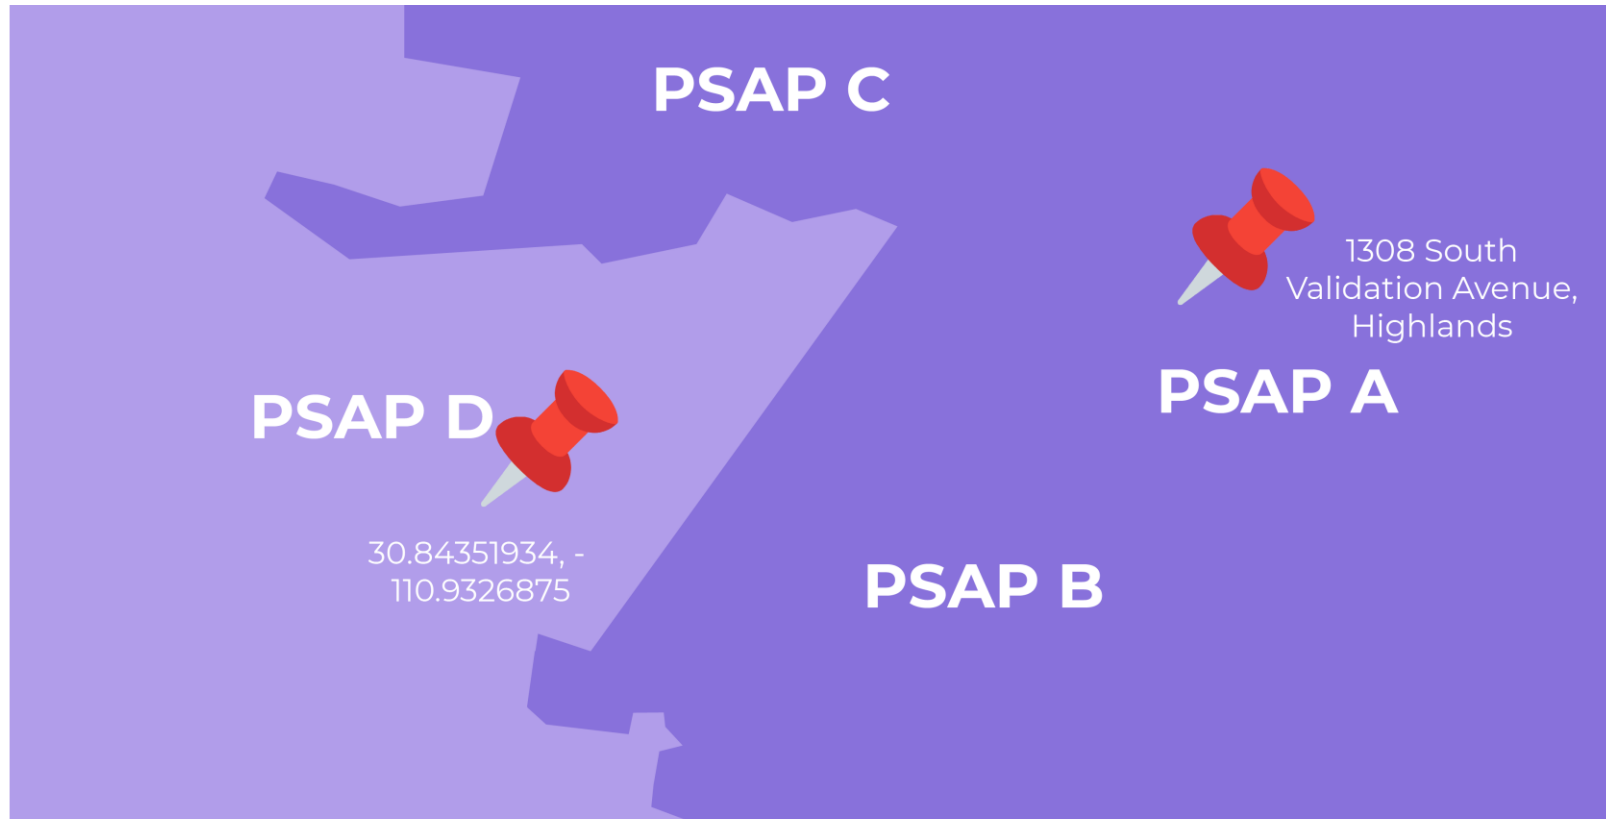 PSAP C
1308 South
Validation Avenue,
Highlands
PSAP A
PSAP D
30.84351934, -
110.9326875
PSAP B